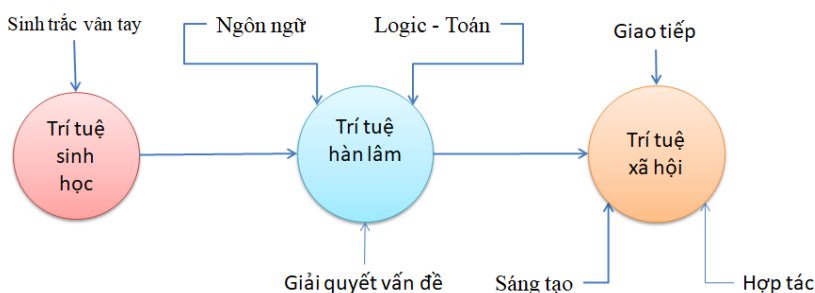 Sinh trắc vân tay
Ngôn ngữ
Logic - Toán
Giao tiếp
Trí tuệ
sinh
học
Trí tuệ
hàn lâm
Trí tuệ
xã hội
Giải quyết vấn đề
Sáng tạo
Hợp tác